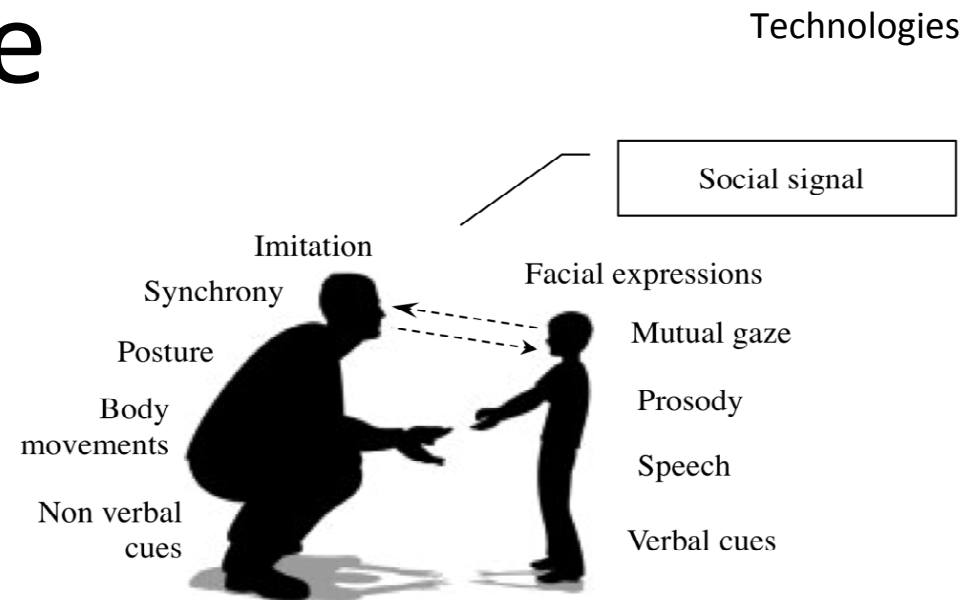 e
Technologies
Social signal
Imitation
Facial expressions
Synchrony
Mutual gaze
Posture
Prosody
Body
movements
Speech
Non verbal
cues
Verbal cues